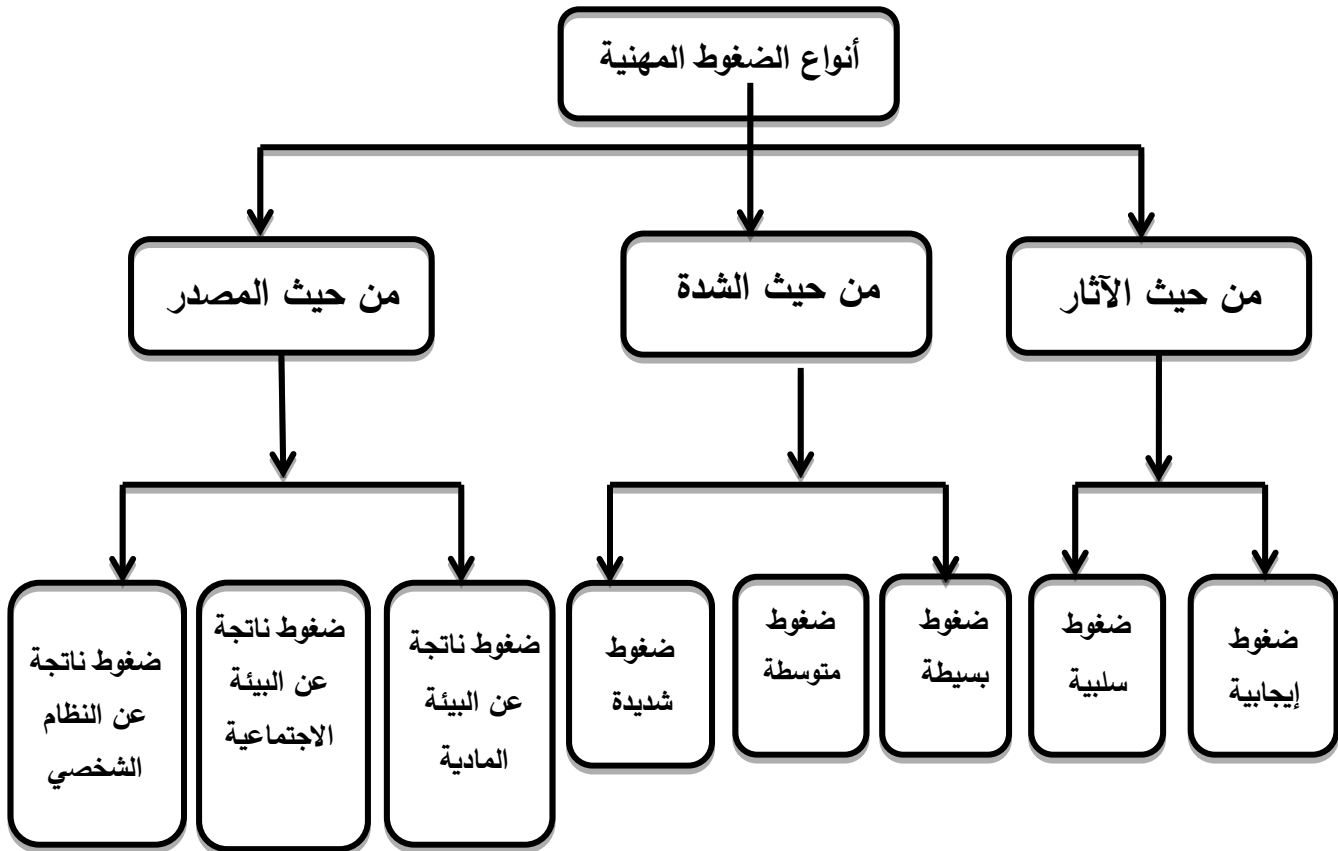 أنواع الضغوط المهنية
من حيث الآثار
من حيث الشدة
من حيث المصدر
ضغوط
إيجابية
ضغوط
سلبية
ضغوط
بسيطة
ضغوط
متوسطة
ضغوط
شديدة
ضغوط ناتجة
عن البيئة
المادية
ضغوط ناتجة
عن البيئة
الاجتماعية
ضغوط ناتجة
عن النظام
الشخصي